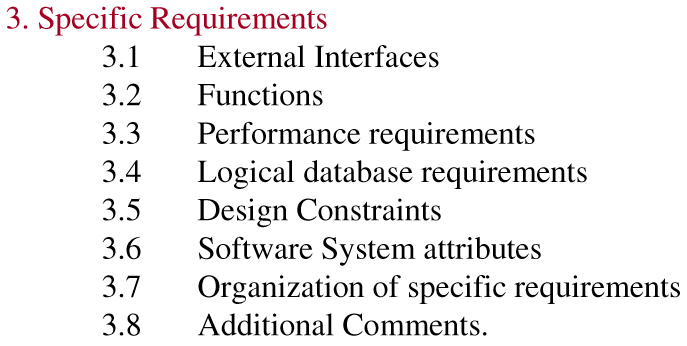 3. Specific Requirements
3.1 External Interfaces
3.2 Functions
3.3 Performance requirements
3.4 Logical database requirements
3.5 Design Constraints
3.6 Software System attributes
3.7 Organization of specific requirements
3.8 Additional Comments.